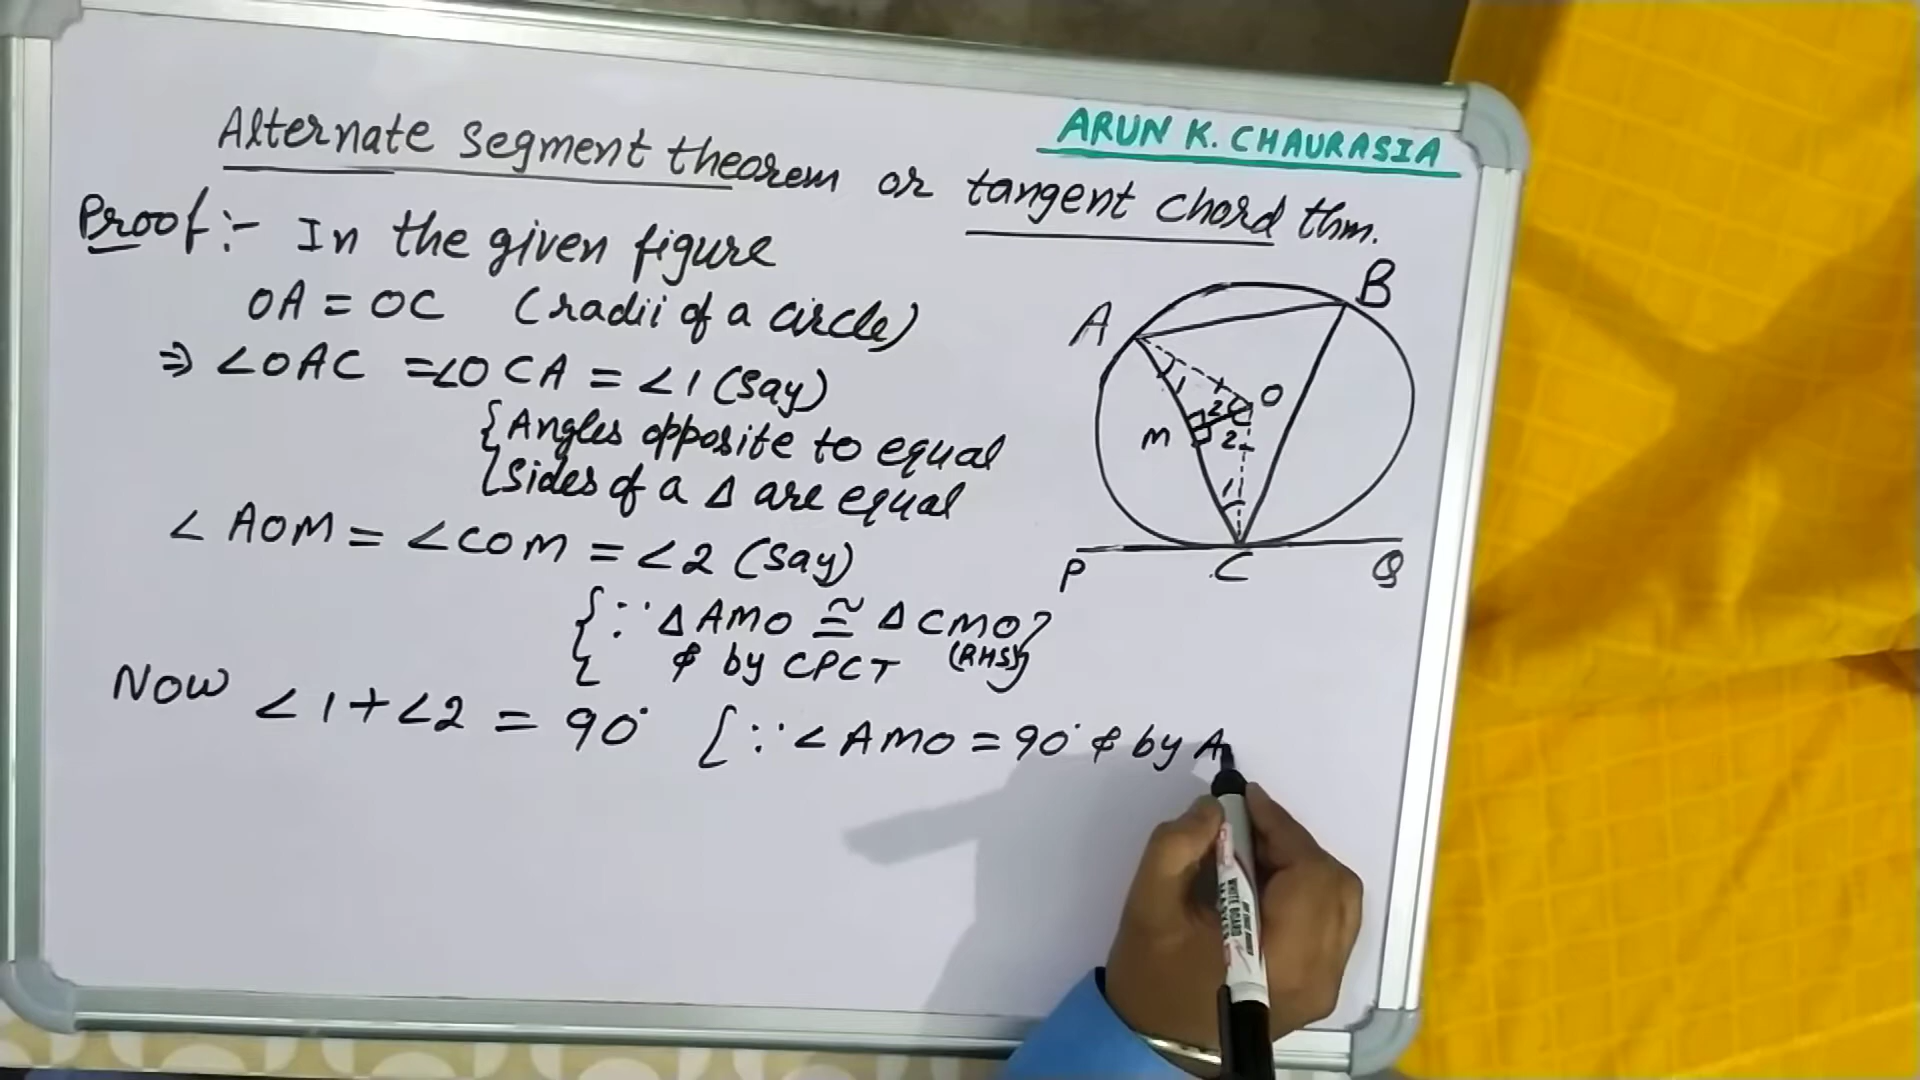 Alternate segment theorem or tangent chord thm.
ARUN K. CHAURASIA
Proof :- In the given figure
OA = OC (radii of a circle)
⇒ ∠OAC = ∠OCA = ∠1 (say)
{Angles opposite to equal
{sides of a Δ are equal
∠AOM = ∠COM = ∠2 (say)
{∵ ΔAMO ≅ ΔCMO}
{ & by CPCT (RHS)}
Now ∠1+∠2 = 90° [∵ ∠AMO = 90° & by A
A
B
O
1
2
M
2
1
P
C
Q
WHITE BOARD